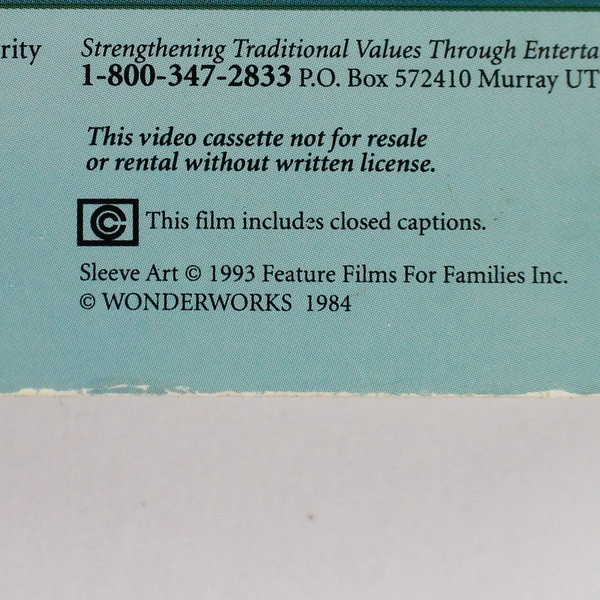 rity
Strengthening Traditional Values Through Enterta
1-800-347-2833 P.O. Box 572410 Murray UT
This video cassette not for resale
or rental without written license.
CC This film includes closed captions.
Sleeve Art © 1993 Feature Films For Families Inc.
© WONDERWORKS 1984